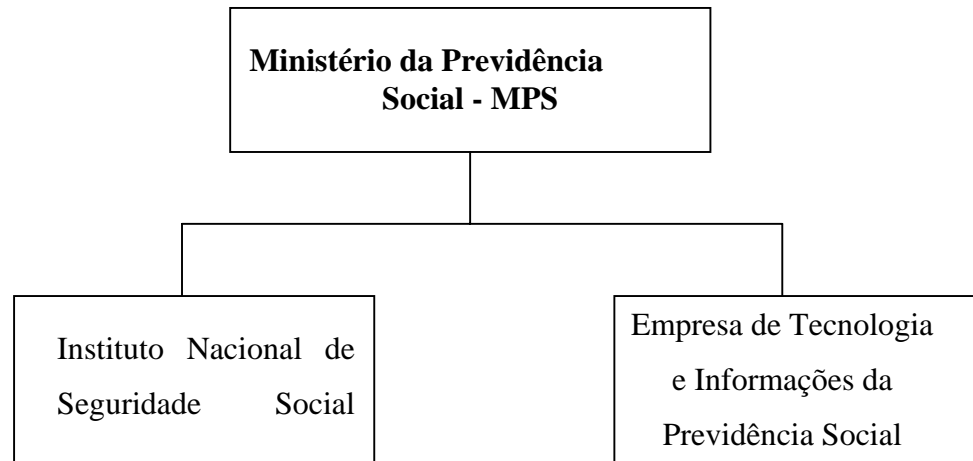 Ministério da Previdência
Social - MPS
Instituto Nacional de
Seguridade Social
Empresa de Tecnologia
e Informações da
Previdência Social